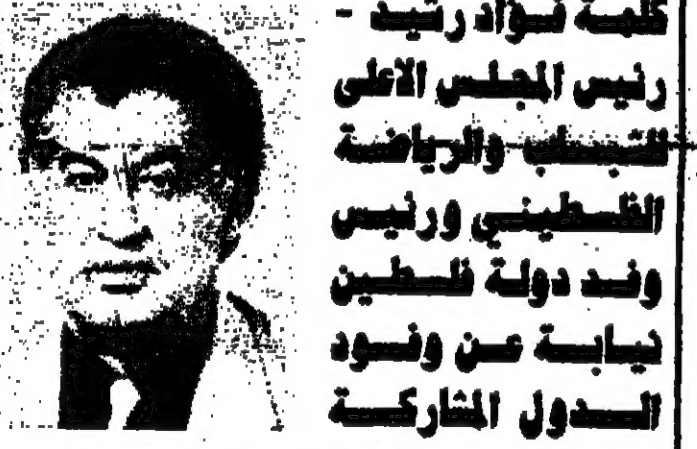 كلمة فؤاد رشيد -
رئيس المجلس الاعلى
للشباب والرياضة
الفلسطيني ورئيس
وفد دولة فلسطين
نيابة عن وفود
الدول المشاركة